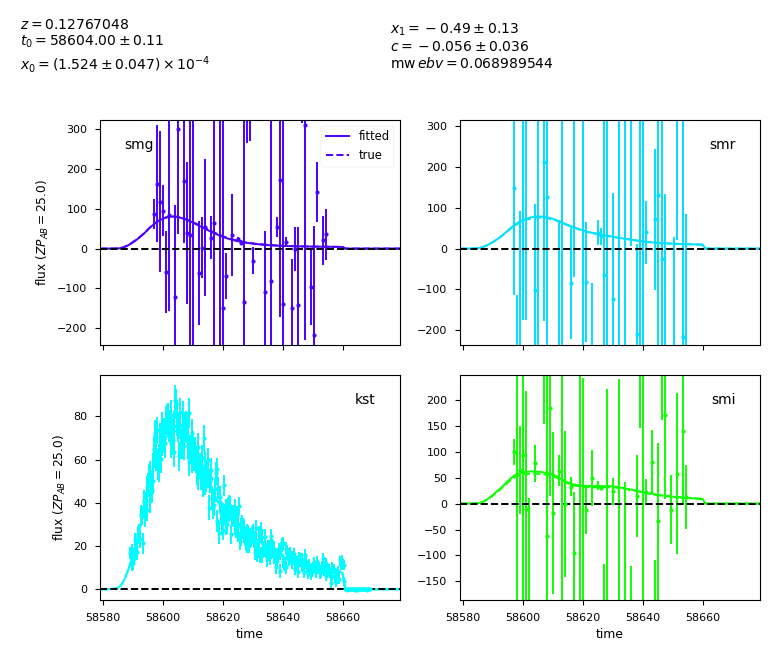 z = 0.12767048
t₀ = 58604.00 ± 0.11
x₀ = (1.524 ± 0.047) × 10⁻⁴
x₁ = −0.49 ± 0.13
c = −0.056 ± 0.036
mw ebv = 0.068989544
smg
fitted
true
300
200
100
0
−100
−200
flux (ZP_AB = 25.0)
smr
300
200
100
0
−100
−200
kst
80
60
40
20
0
flux (ZP_AB = 25.0)
58580 58600 58620 58640 58660
time
smi
200
150
100
50
0
−50
−100
−150
58580 58600 58620 58640 58660
time